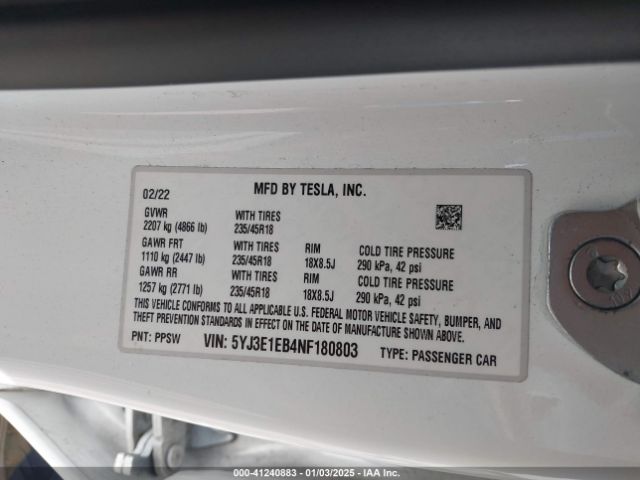 02/22 MFD BY TESLA, INC.
GVWR WITH TIRES
2207 kg (4866 lb) 235/45R18
GAWR FRT WITH TIRES RIM COLD TIRE PRESSURE
1110 kg (2447 lb) 235/45R18 18X8.5J 290 kPa, 42 psi
GAWR RR WITH TIRES RIM COLD TIRE PRESSURE
1257 kg (2771 lb) 235/45R18 18X8.5J 290 kPa, 42 psi
THIS VEHICLE CONFORMS TO ALL APPLICABLE U.S. FEDERAL MOTOR VEHICLE SAFETY, BUMPER, AND
THEFT PREVENTION STANDARDS IN EFFECT ON THE DATE OF MANUFACTURE SHOWN ABOVE.
PNT: PPSW VIN: 5YJ3E1EB4NF180803 TYPE: PASSENGER CAR
000-41240883 - 01/03/2025 - IAA Inc.